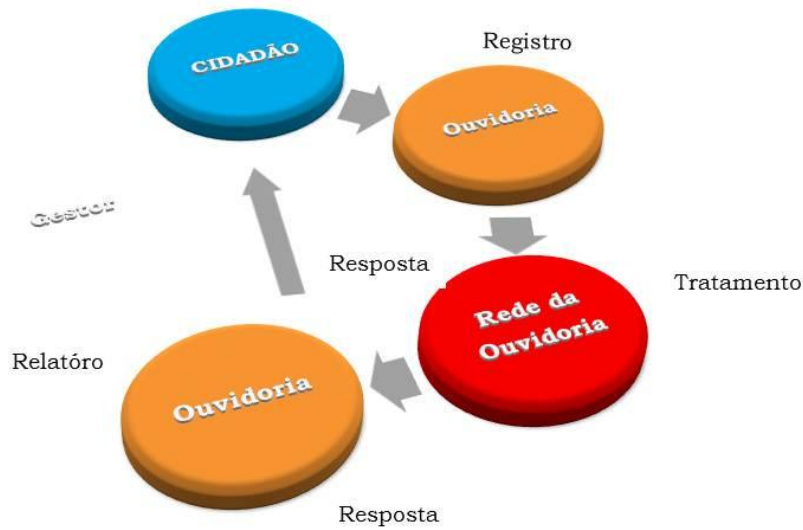 CIDADÃO
Registro
Ouvidoria
Gestor
Resposta
Tratamento
Rede da
Ouvidoria
Relatóro
Ouvidoria
Resposta